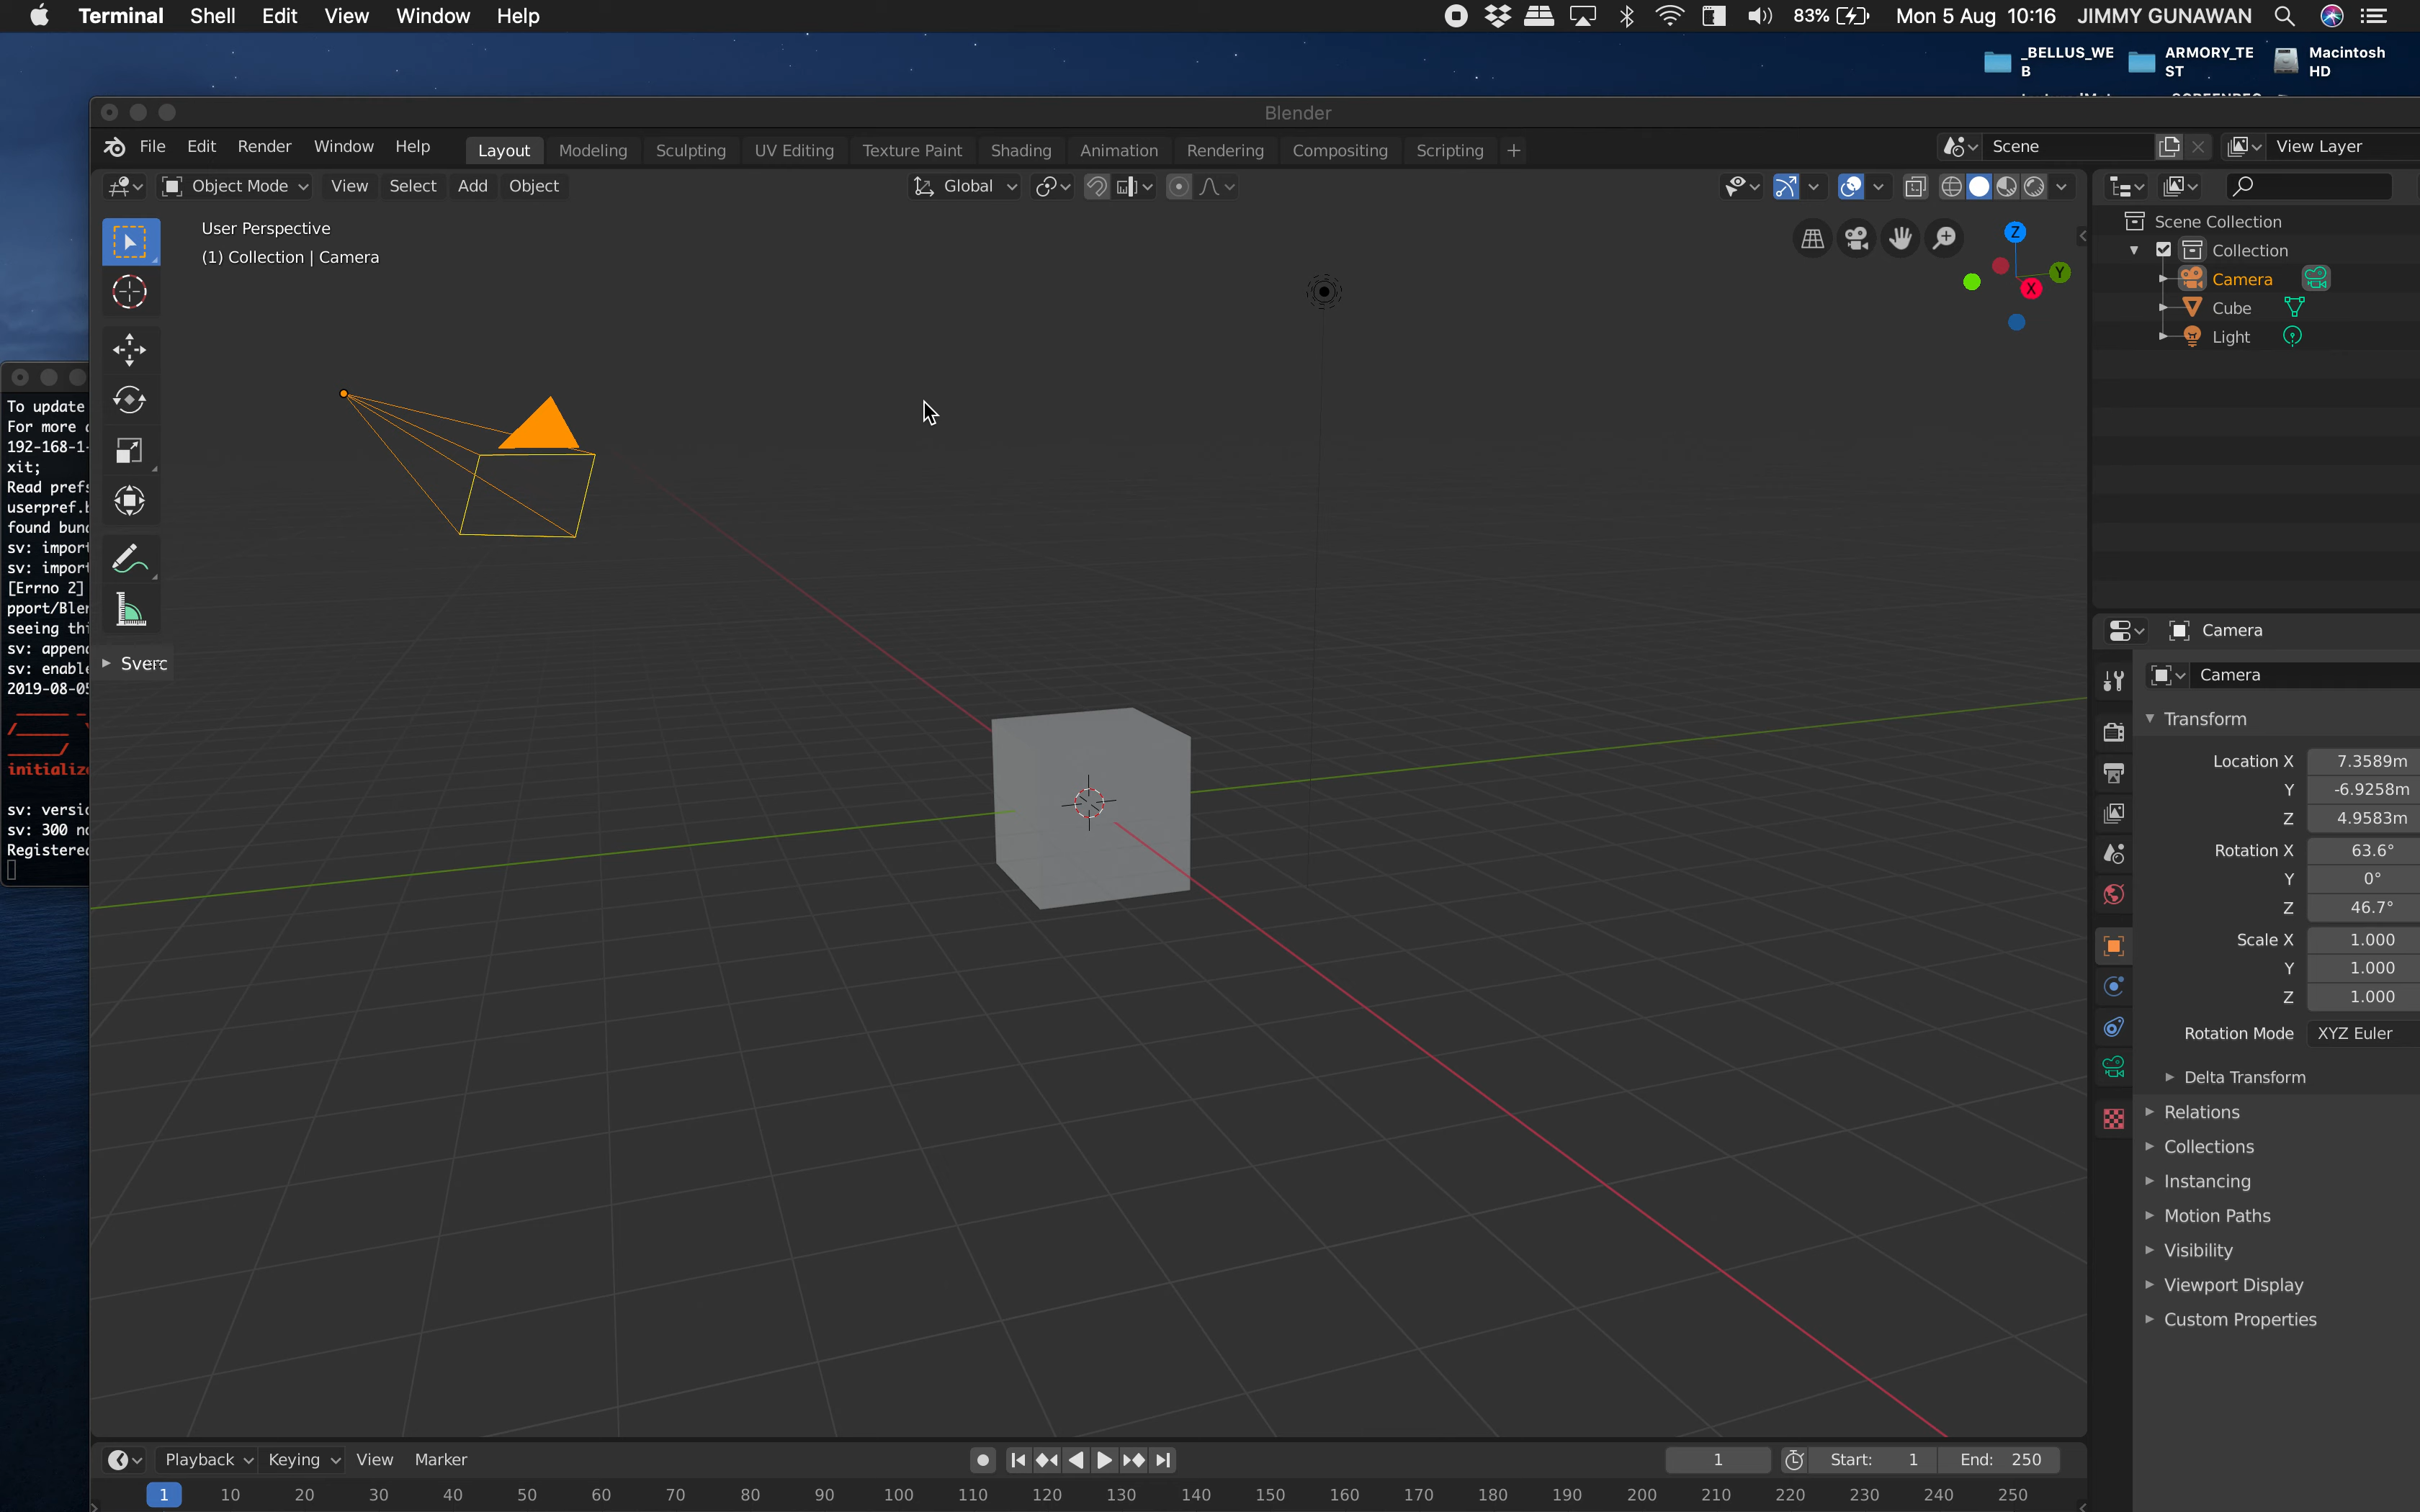 Terminal Shell Edit View Window Help 83% Mon 5 Aug 10:16 JIMMY GUNAWAN
_BELLUS_WE
B
ARMORY_TE
ST
Macintosh
HD
Blender
File Edit Render Window Help Layout Modeling Sculpting UV Editing Texture Paint Shading Animation Rendering Compositing Scripting + Scene View Layer
Object Mode View Select Add Object Global
User Perspective
(1) Collection | Camera
Z
Y
X
Scene Collection
Collection
Camera
Cube
Light
To update
For more
192-168-1-
xit;
Read prefs
userpref.b
found bun
sv: import
sv: import
[Errno 2]
pport/Ble
seeing thi
sv: appen
sv: enable
2019-08-05
initialize
sv: versi
sv: 300 no
Registered
Sverc
Camera
Camera
Transform
Location X 7.3589m
Y -6.9258m
Z 4.9583m
Rotation X 63.6°
Y 0°
Z 46.7°
Scale X 1.000
Y 1.000
Z 1.000
Rotation Mode XYZ Euler
Delta Transform
Relations
Collections
Instancing
Motion Paths
Visibility
Viewport Display
Custom Properties
Playback Keying View Marker 1 Start: 1 End: 250
1 10 20 30 40 50 60 70 80 90 100 110 120 130 140 150 160 170 180 190 200 210 220 230 240 250